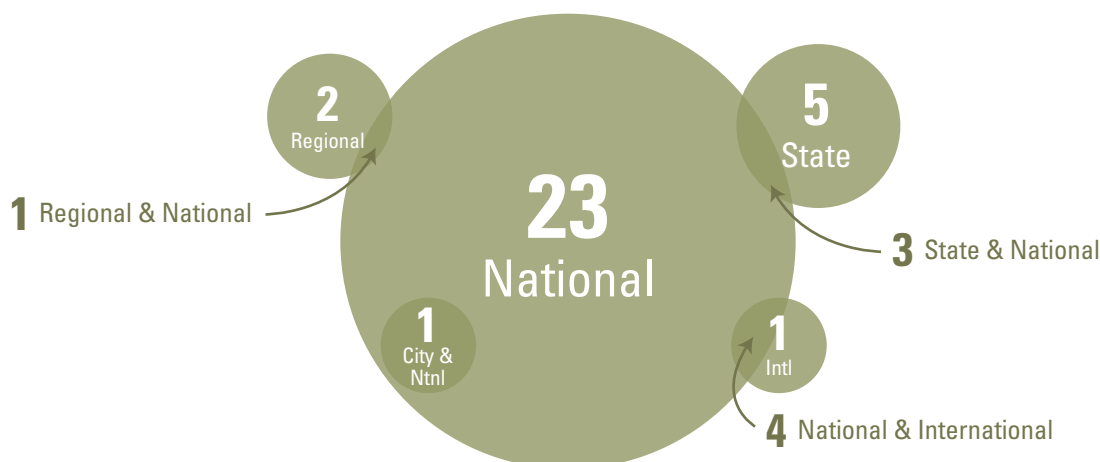 2
Regional
5
State
1 Regional & National
23
National
3 State & National
1
City &
Ntnl
1
Intl
4 National & International